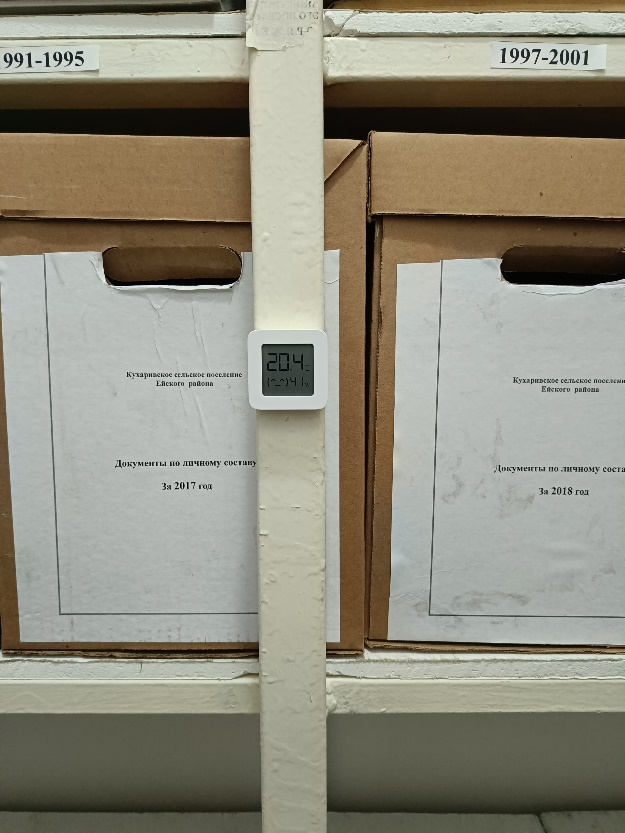 991-1995
1997-2001
20.4
41
Кухаривское сельское поселение
Ейского района
Документы по личному составу
За 2017 год
Кухаривское сельское поселени
Ейского района
Документы по личному соста
За 2018 год